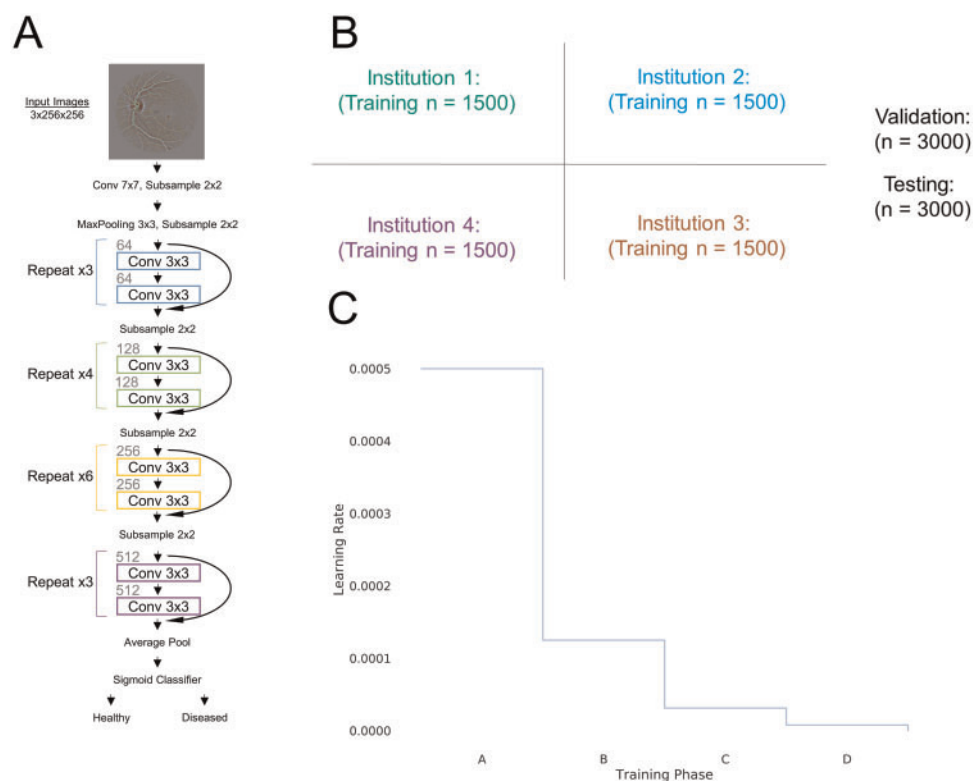 A
Input Images
3x256x256
Conv 7x7, Subsample 2x2
MaxPooling 3x3, Subsample 2x2
Repeat x3
64
Conv 3x3
64
Conv 3x3
Subsample 2x2
Repeat x4
128
Conv 3x3
128
Conv 3x3
Subsample 2x2
Repeat x6
256
Conv 3x3
256
Conv 3x3
Subsample 2x2
Repeat x3
512
Conv 3x3
512
Conv 3x3
Average Pool
Sigmoid Classifier
Healthy
Diseased
B
Institution 1:
(Training n = 1500)
Institution 2:
(Training n = 1500)
Institution 4:
(Training n = 1500)
Institution 3:
(Training n = 1500)
Validation:
(n = 3000)
Testing:
(n = 3000)
C
Learning Rate
0.0005
0.0004
0.0003
0.0002
0.0001
0.0000
A
B
C
D
Training Phase